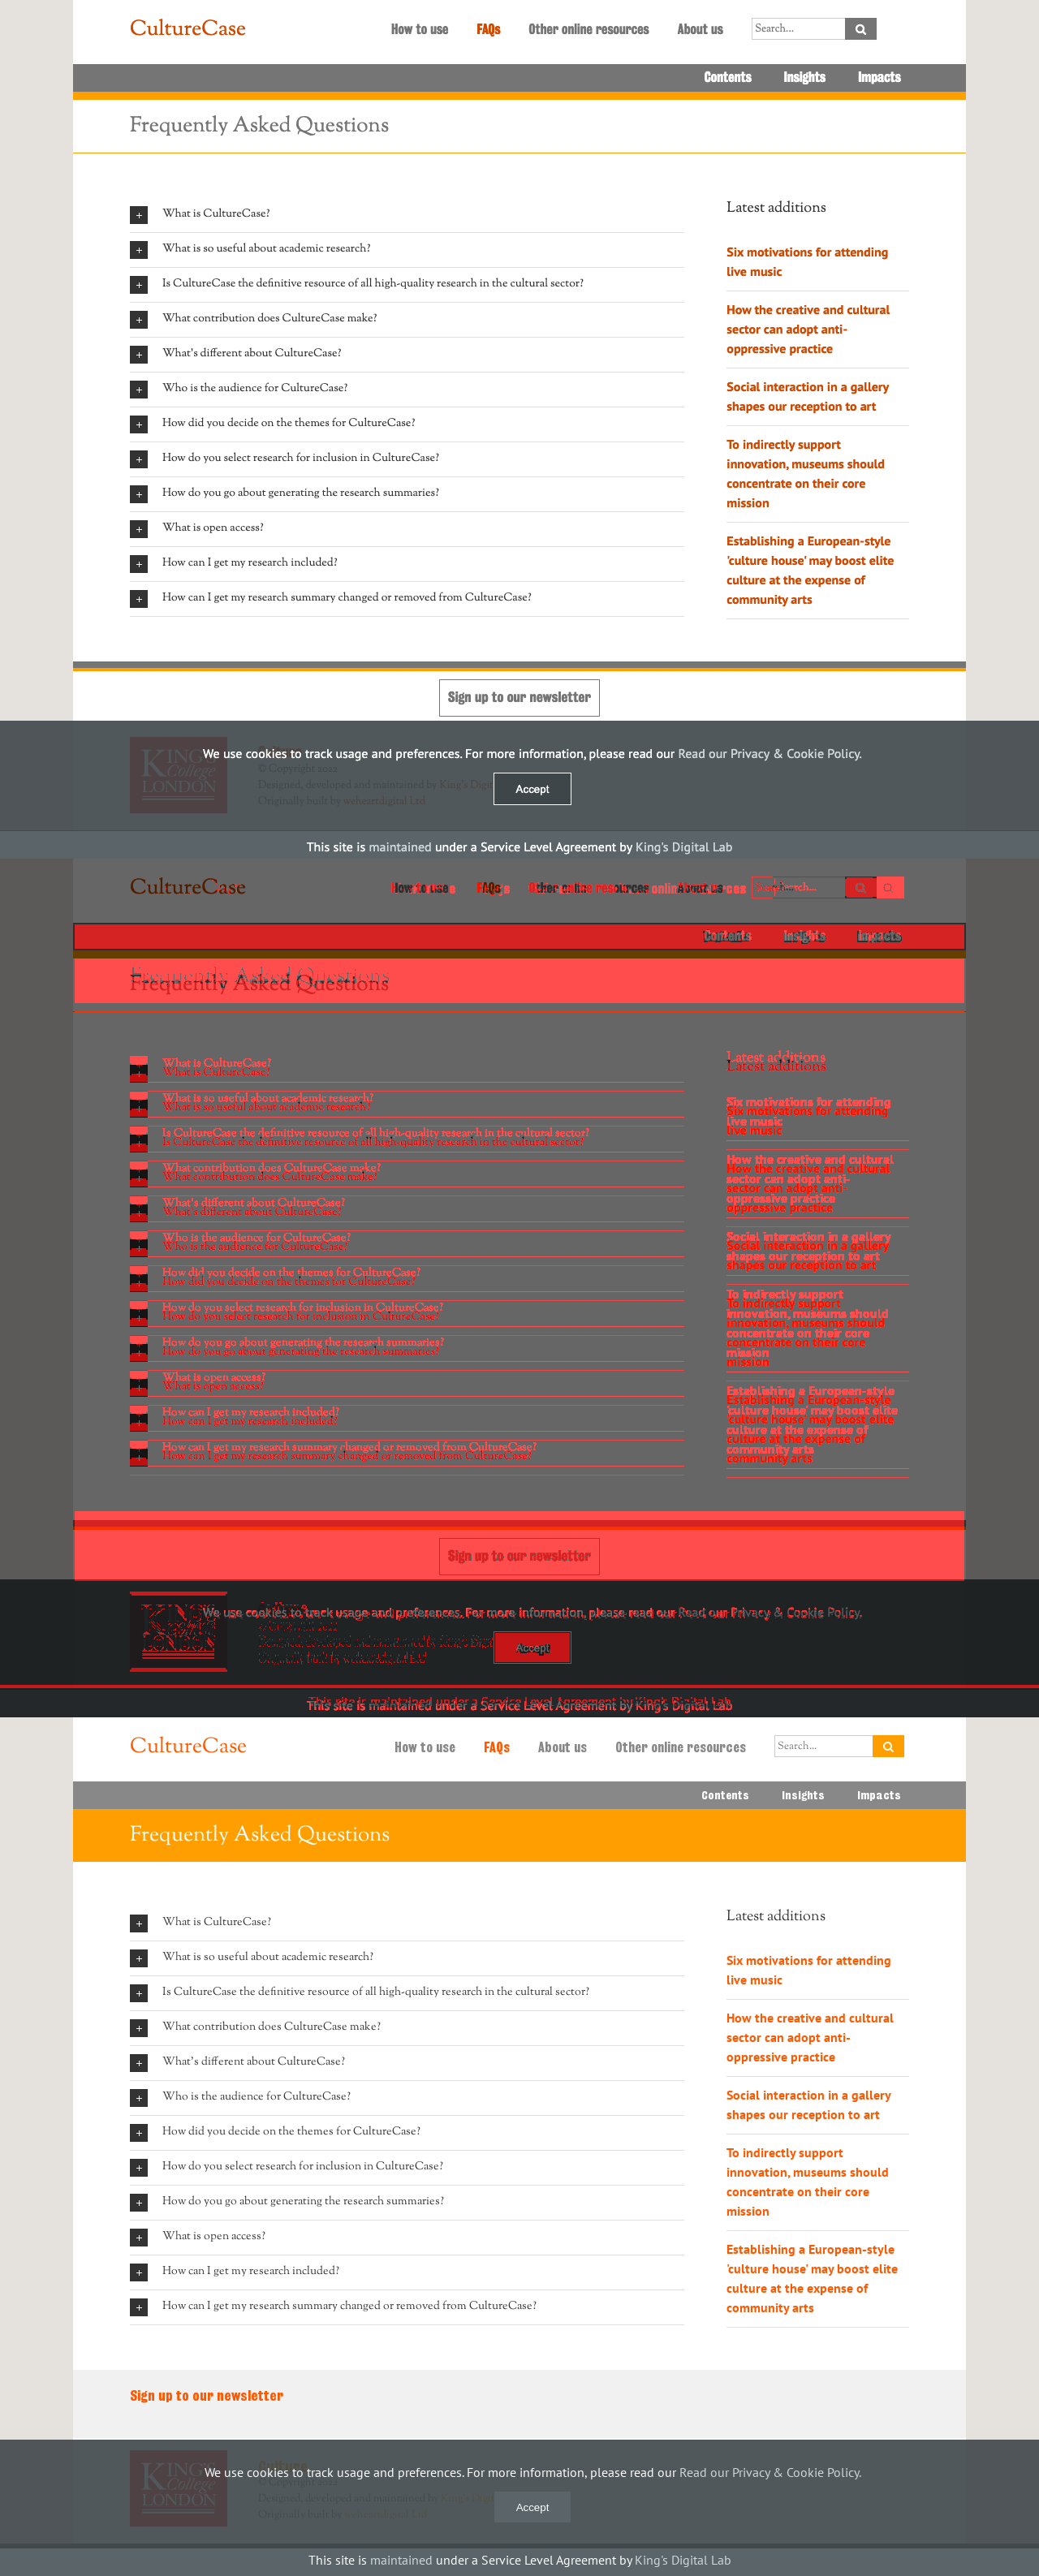 CultureCase
How to use FAQs Other online resources About us Search...
Contents Insights Impacts
Frequently Asked Questions
What is CultureCase?
What is so useful about academic research?
Is CultureCase the definitive resource of all high-quality research in the cultural sector?
What contribution does CultureCase make?
What's different about CultureCase?
Who is the audience for CultureCase?
How did you decide on the themes for CultureCase?
How do you select research for inclusion in CultureCase?
How do you go about generating the research summaries?
What is open access?
How can I get my research included?
How can I get my research summary changed or removed from CultureCase?
Latest additions
Six motivations for attending
live music
How the creative and cultural
sector can adopt anti-
oppressive practice
Social interaction in a gallery
shapes our reception to art
To indirectly support
innovation, museums should
concentrate on their core
mission
Establishing a European-style
'culture house' may boost elite
culture at the expense of
community arts
Sign up to our newsletter
KING'S
College
LONDON
© Copyright 2022
Designed, developed and maintained by King's
Originally built by weheartdigital Ltd
We use cookies to track usage and preferences. For more information, please read our Read our Privacy & Cookie Policy.
Accept
This site is maintained under a Service Level Agreement by King's Digital Lab
CultureCase
How to use FAQs Other online resources About us Search...
Contents Insights Impacts
Frequently Asked Questions
What is CultureCase?
What is so useful about academic research?
Is CultureCase the definitive resource of all high-quality research in the cultural sector?
What contribution does CultureCase make?
What's different about CultureCase?
Who is the audience for CultureCase?
How did you decide on the themes for CultureCase?
How do you select research for inclusion in CultureCase?
How do you go about generating the research summaries?
What is open access?
How can I get my research included?
How can I get my research summary changed or removed from CultureCase?
Latest additions
Six motivations for attending
live music
How the creative and cultural
sector can adopt anti-
oppressive practice
Social interaction in a gallery
shapes our reception to art
To indirectly support
innovation, museums should
concentrate on their core
mission
Establishing a European-style
'culture house' may boost elite
culture at the expense of
community arts
Sign up to our newsletter
We use cookies to track usage and preferences. For more information, please read our Read our Privacy & Cookie Policy.
Accept
This site is maintained under a Service Level Agreement by King's Digital Lab
CultureCase
How to use FAQs About us Other online resources Search...
Contents Insights Impacts
Frequently Asked Questions
What is CultureCase?
What is so useful about academic research?
Is CultureCase the definitive resource of all high-quality research in the cultural sector?
What contribution does CultureCase make?
What's different about CultureCase?
Who is the audience for CultureCase?
How did you decide on the themes for CultureCase?
How do you select research for inclusion in CultureCase?
How do you go about generating the research summaries?
What is open access?
How can I get my research included?
How can I get my research summary changed or removed from CultureCase?
Latest additions
Six motivations for attending
live music
How the creative and cultural
sector can adopt anti-
oppressive practice
Social interaction in a gallery
shapes our reception to art
To indirectly support
innovation, museums should
concentrate on their core
mission
Establishing a European-style
'culture house' may boost elite
culture at the expense of
community arts
Sign up to our newsletter
KING'S
College
LONDON
© Copyright 2022
Designed, developed and maintained by King's
Originally built by
We use cookies to track usage and preferences. For more information, please read our Read our Privacy & Cookie Policy.
Accept
This site is maintained under a Service Level Agreement by King's Digital Lab